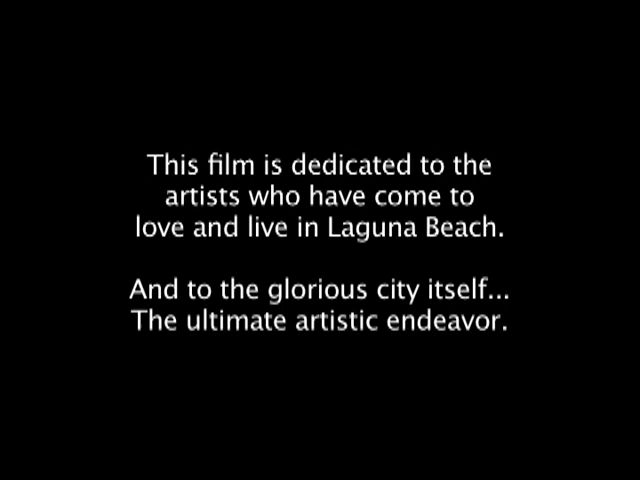 This film is dedicated to the
artists who have come to
love and live in Laguna Beach.
And to the glorious city itself...
The ultimate artistic endeavor.